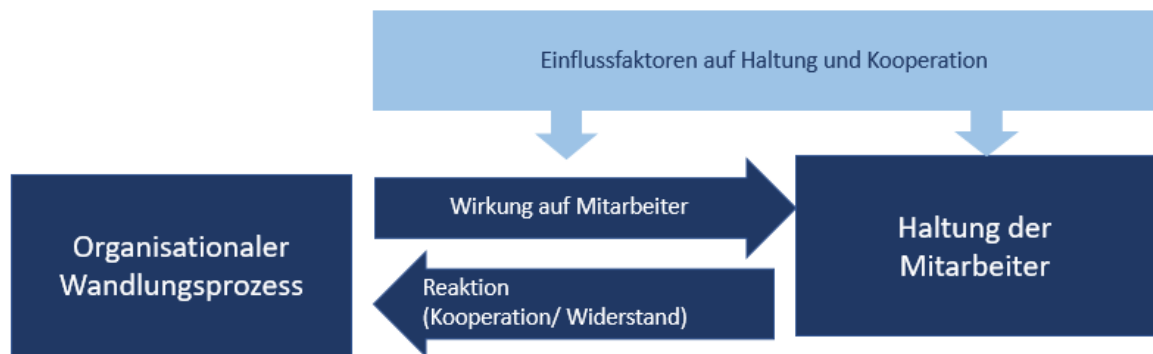 Einflussfaktoren auf Haltung und Kooperation
Wirkung auf Mitarbeiter
Organisationaler
Wandlungsprozess
Haltung der
Mitarbeiter
Reaktion
(Kooperation/ Widerstand)